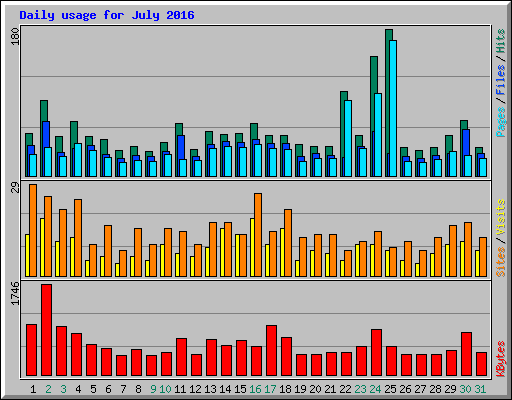 Daily usage for July 2016
180
Pages / Files / Hits
29
Sites / Visits
1746
KBytes
1 2 3 4 5 6 7 8 9 10 11 12 13 14 15 16 17 18 19 20 21 22 23 24 25 26 27 28 29 30 31